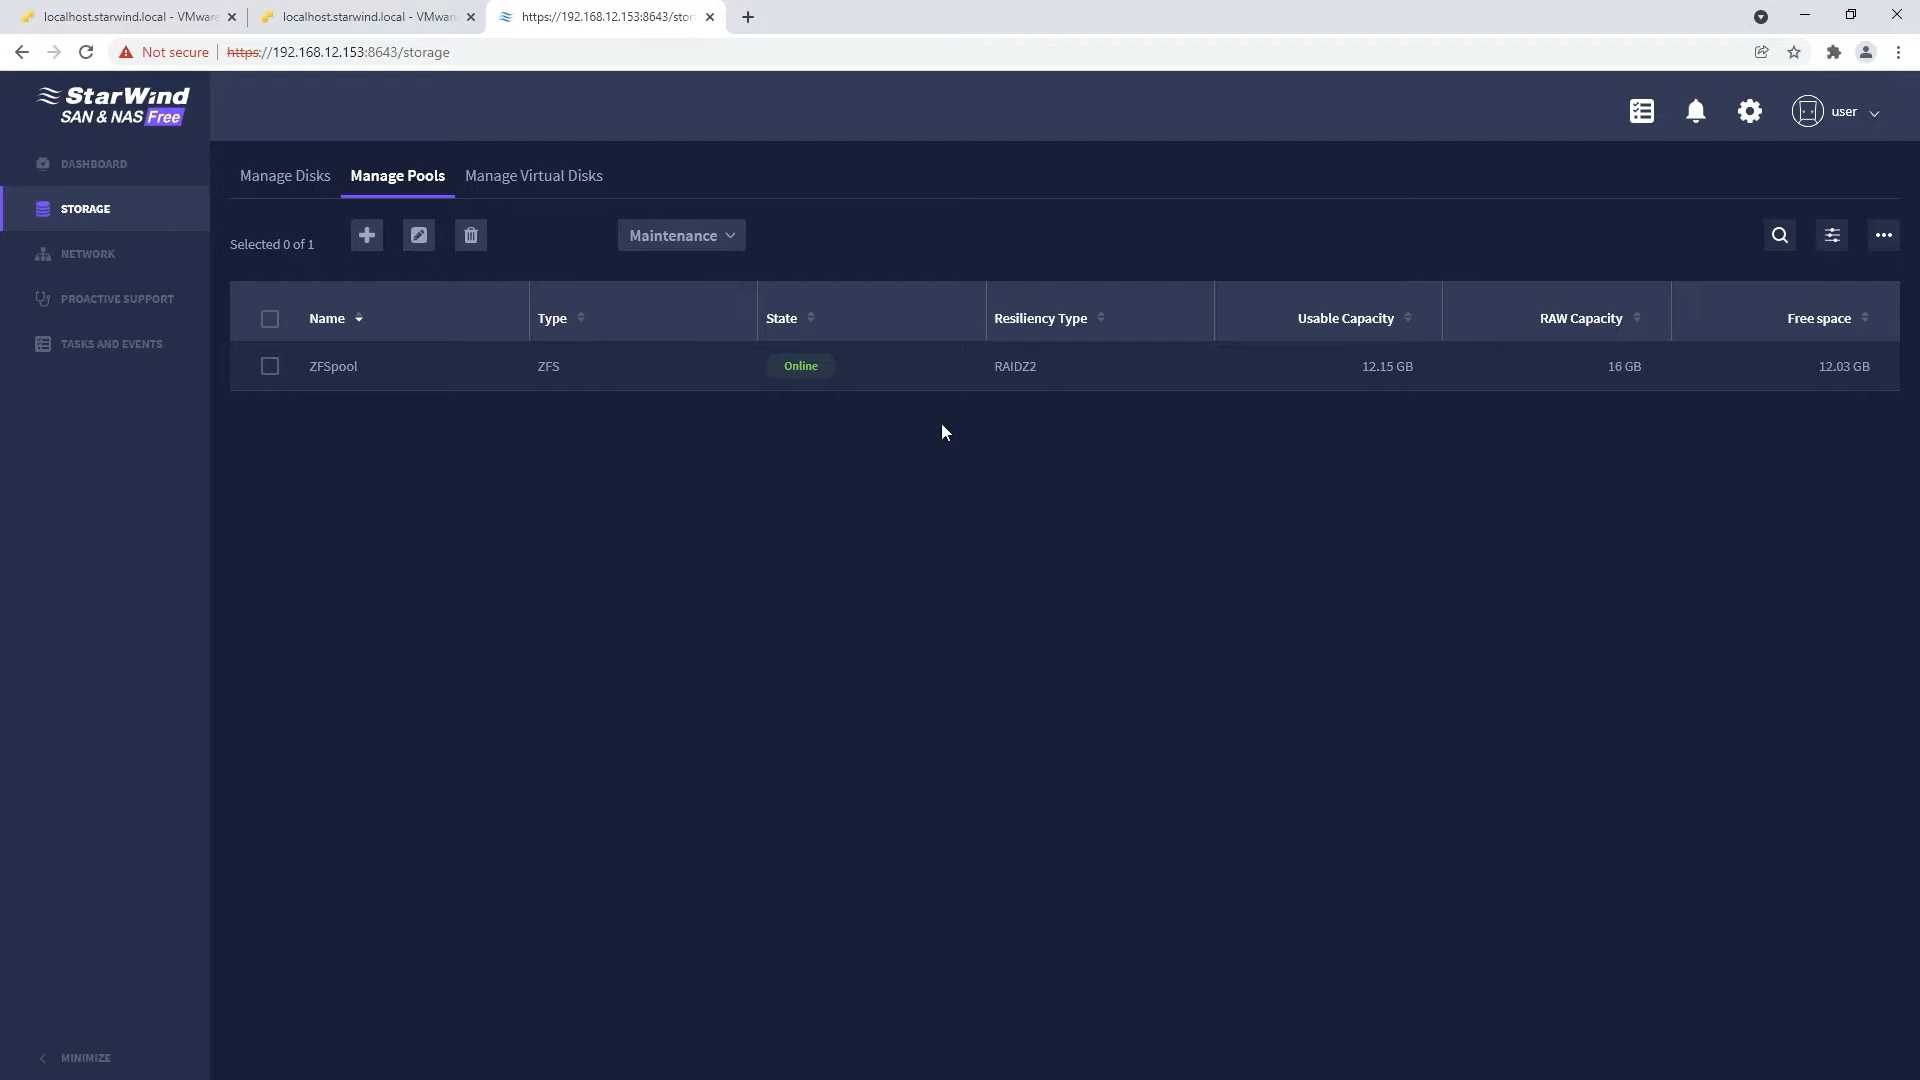 localhost.starwind.local - VMware
localhost.starwind.local - VMware
https://192.168.12.153:8643/stor
Not secure
https://192.168.12.153:8643/storage
StarWind
SAN & NAS Free
user
DASHBOARD
STORAGE
NETWORK
PROACTIVE SUPPORT
TASKS AND EVENTS
MINIMIZE
Manage Disks Manage Pools Manage Virtual Disks
Selected 0 of 1
Maintenance
Name Type State Resiliency Type Usable Capacity RAW Capacity Free space
ZFSpool ZFS Online RAIDZ2 12.15 GB 16 GB 12.03 GB